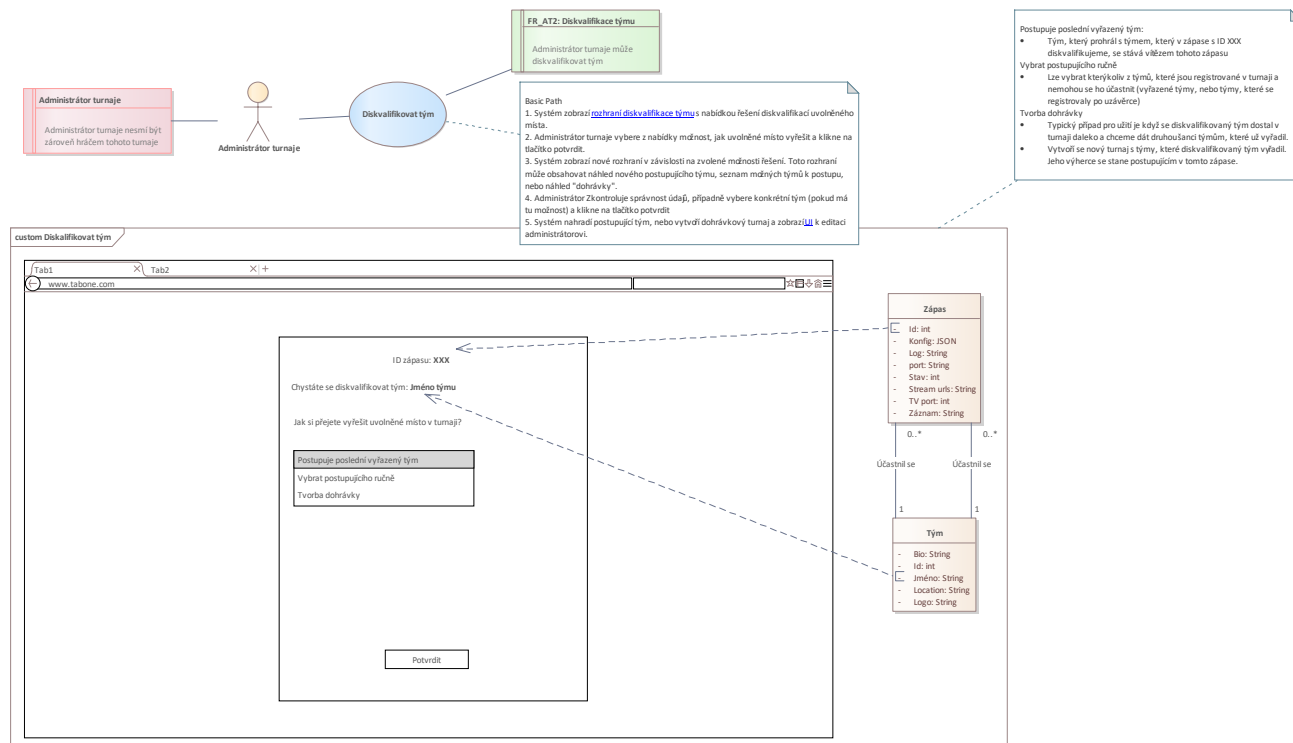 FR_AT2: Diskvalifikace týmu
Administrátor turnaje může
diskvalifikovat tým
Administrátor turnaje
Administrátor turnaje nesmí být
zároveň hráčem tohoto turnaje
Administrátor turnaje
Diskvalifikovat tým
Basic Path
1. Systém zobrazí rozhraní diskvalifikace týmu s nabídkou řešení diskvalifikací uvolněného
místa.
2. Administrátor turnaje vybere z nabídky možnost, jak uvolněné místo vyřešit a klikne na
tlačítko potvrdit.
3. Systém zobrazí nové rozhraní v závislosti na zvolené možnosti řešení. Toto rozhraní
může obsahovat náhled nového postupujícího týmu, seznam možných týmů k postupu,
nebo náhled "dohrávky".
4. Administrátor Zkontroluje správnost údajů, případně vybere konkrétní tým (pokud má
tu možnost) a klikne na tlačítko potvrdit
5. Systém nahradí postupující tým, nebo vytvoří dohrávkový turnaj a zobrazí UI k editaci
administrátorovi.
Postupuje poslední vyřazený tým:
• Tým, který prohrál s týmem, který v zápase s ID XXX
diskvalifikujeme, se stává vítězem tohoto zápasu
Vybrat postupujícího ručně
• Lze vybrat kterýkoliv z týmů, které jsou registrované v turnaji a
nemohou se ho účastnit (vyřazené týmy, nebo týmy, které se
registrovaly po uzávěrce)
Tvorba dohrávky
• Typický případ pro užití je když se diskvalifikovaný tým dostal v
turnaji daleko a chceme dát druhou šanci týmům, které už vyřadil.
• Vytvoří se nový turnaj s týmy, které diskvalifikovaný tým vyřadil.
Jeho výherce se stane postupujícím v tomto zápase.
custom Diskalifikovat tým
Tab1
Tab2
www.tabone.com
ID zápasu: XXX
Chystáte se diskvalifikovat tým: Jméno týmu
Jak si přejete vyřešit uvolněné místo v turnaji?
Postupuje poslední vyřazený tým
Vybrat postupujícího ručně
Tvorba dohrávky
Potvrdit
Zápas
- Id: int
- Konfig: JSON
- Log: String
- port: String
- Stav: int
- Stream urls: String
- TV port: int
- Záznam: String
0..*
0..*
Účastnil se
Účastnil se
1
1
Tým
- Bio: String
- Id: int
- Jméno: String
- Location: String
- Logo: String